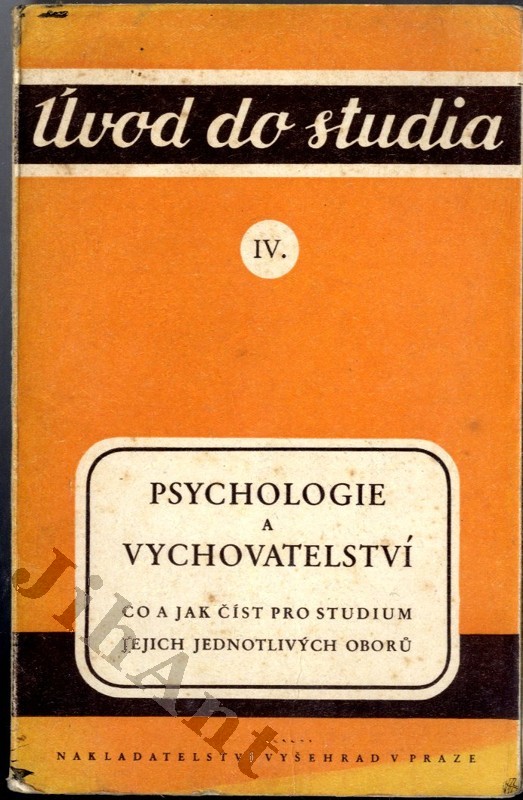 Úvod do studia
IV.
PSYCHOLOGIE
A
VYCHOVATELSTVÍ
CO A JAK ČÍST PRO STUDIUM
JEJICH JEDNOTLIVÝCH OBORŮ
NAKLADATELSTVÍ VYŠEHRAD V PRAZE
JihAnt